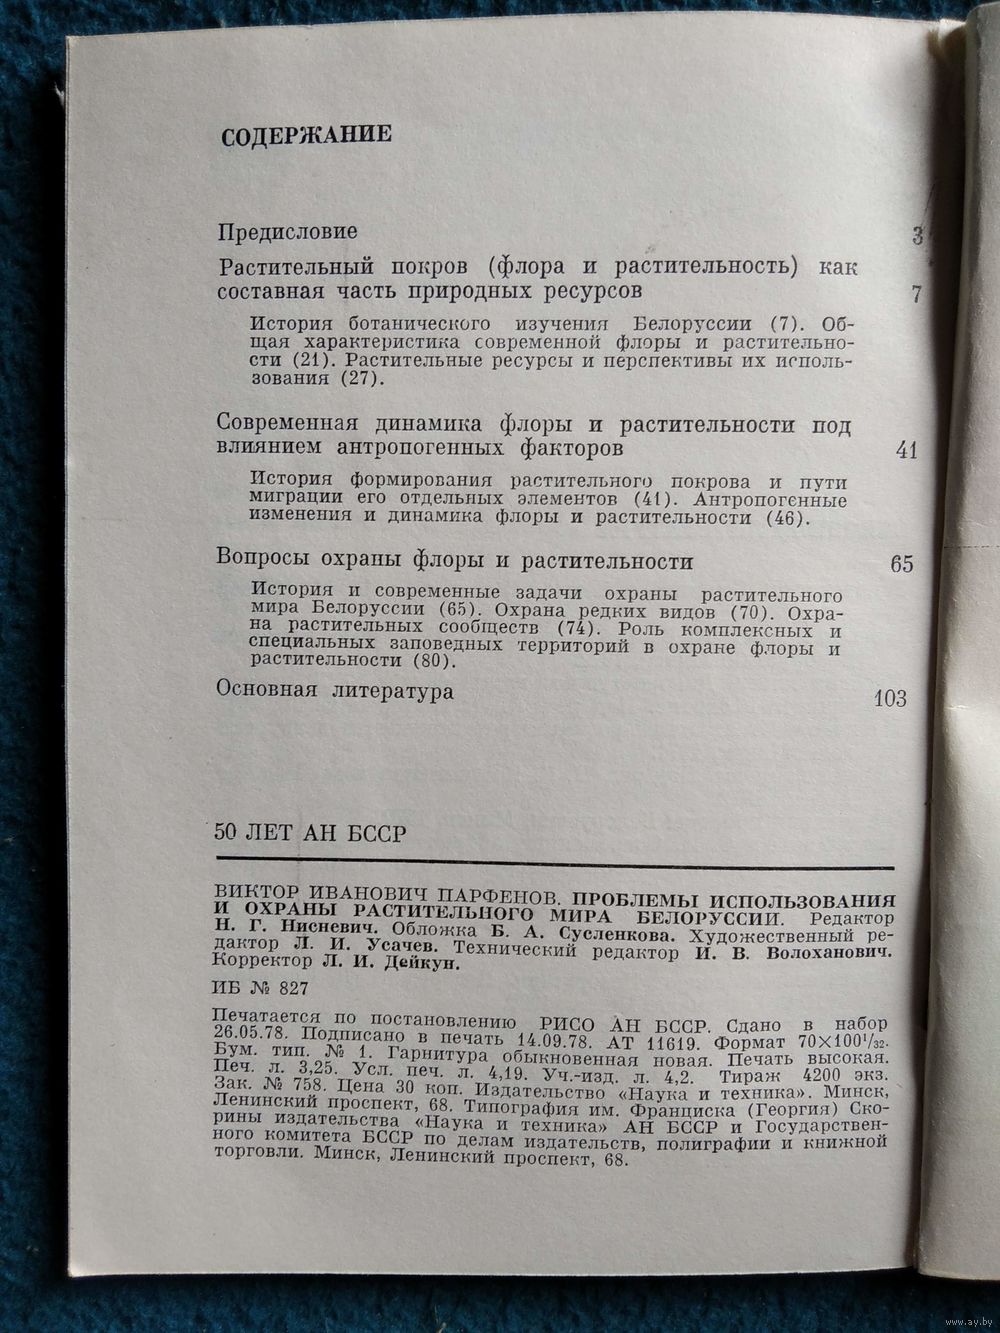 СОДЕРЖАНИЕ
Предисловие 3
Растительный покров (флора и растительность) как
составная часть природных ресурсов 7
История ботанического изучения Белоруссии (7). Об-
щая характеристика современной флоры и растительно-
сти (21). Растительные ресурсы и перспективы их исполь-
зования (27).
Современная динамика флоры и растительности под
влиянием антропогенных факторов 41
История формирования растительного покрова и пути
миграции его отдельных элементов (41). Антропогенные
изменения и динамика флоры и растительности (46).
Вопросы охраны флоры и растительности 65
История и современные задачи охраны растительного
мира Белоруссии (65). Охрана редких видов (70). Охра-
на растительных сообществ (74). Роль комплексных и
специальных заповедных территорий в охране флоры и
растительности (80).
Основная литература 103
50 ЛЕТ АН БССР
ВИКТОР ИВАНОВИЧ ПАРФЕНОВ. ПРОБЛЕМЫ ИСПОЛЬЗОВАНИЯ
И ОХРАНЫ РАСТИТЕЛЬНОГО МИРА БЕЛОРУССИИ. Редактор
Н. Г. Нисневич. Обложка Б. А. Сусленкова. Художественный ре-
дактор Л. И. Усачев. Технический редактор И. В. Волоханович.
Корректор Л. И. Дейкун.
ИБ № 827
Печатается по постановлению РИСО АН БССР. Сдано в набор
26.05.78. Подписано в печать 14.09.78. АТ 11619. Формат 70×100¹/₃₂.
Бум. тип. № 1. Гарнитура обыкновенная новая. Печать высокая.
Печ. л. 3,25. Усл. печ. л. 4,19. Уч.-изд. л. 4,2. Тираж 4200 экз.
Зак. № 758. Цена 30 коп. Издательство «Наука и техника». Минск,
Ленинский проспект, 68. Типография им. Франциска (Георгия) Ско-
рины издательства «Наука и техника» АН БССР и Государствен-
ного комитета БССР по делам издательств, полиграфии и книжной
торговли. Минск, Ленинский проспект, 68.
www.ay.by